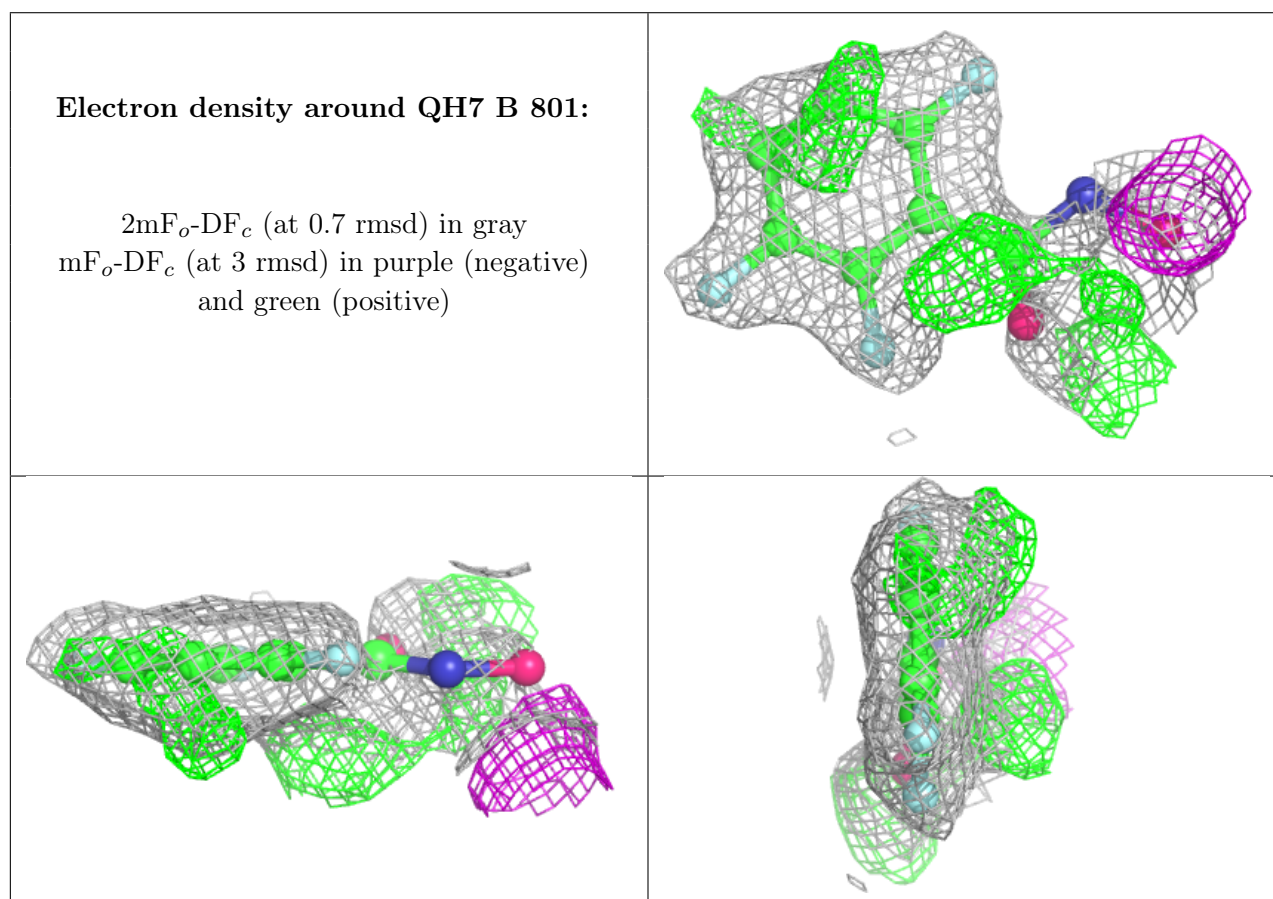 Electron density around QH7 B 801:
2mFₒ-DF𝒸 (at 0.7 rmsd) in gray
mFₒ-DF𝒸 (at 3 rmsd) in purple (negative)
and green (positive)